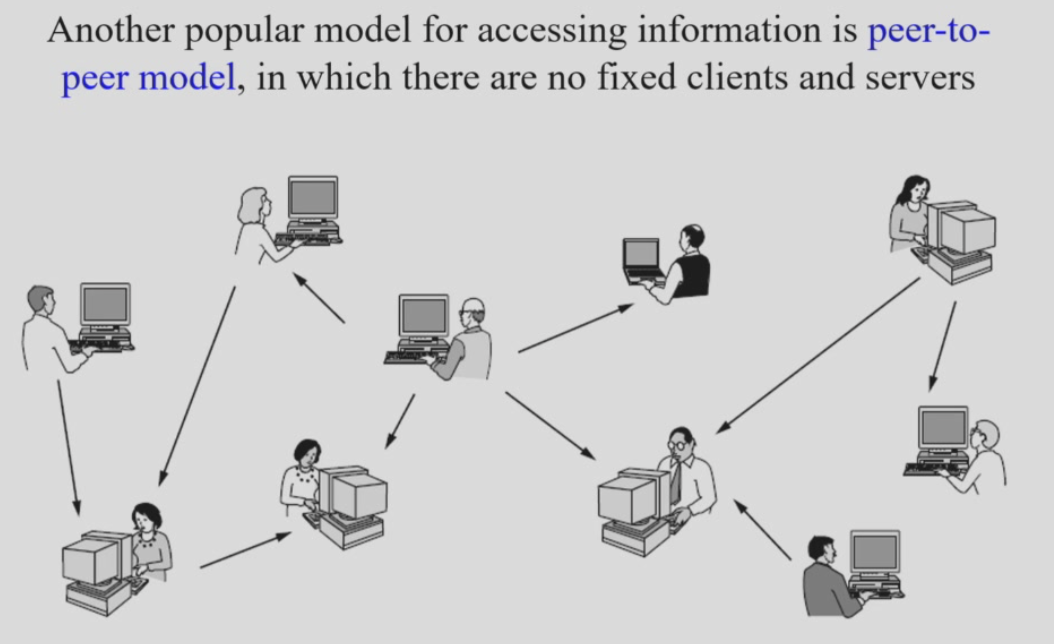 Another popular model for accessing information is peer-to-
peer model, in which there are no fixed clients and servers